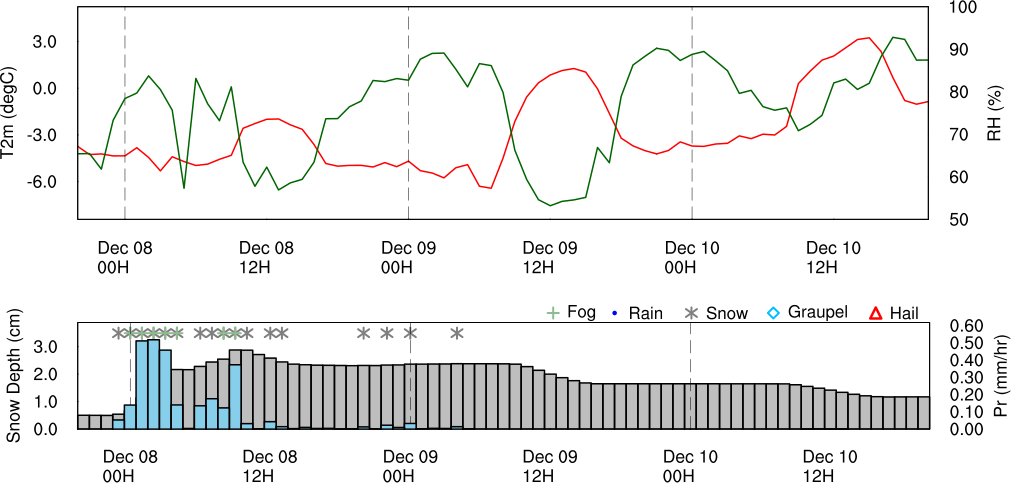 100
3.0
90
0.0
80
T2m (degC)
RH (%)
-3.0
70
-6.0
60
50
Dec 08 Dec 08 Dec 09 Dec 09 Dec 10 Dec 10
00H 12H 00H 12H 00H 12H
Fog Rain Snow Graupel Hail
Snow Depth (cm)
Pr (mm/hr)
0.60
3.0
0.50
0.40
2.0
0.30
1.0
0.20
0.10
0.0
0.00
Dec 08 Dec 08 Dec 09 Dec 09 Dec 10 Dec 10
00H 12H 00H 12H 00H 12H